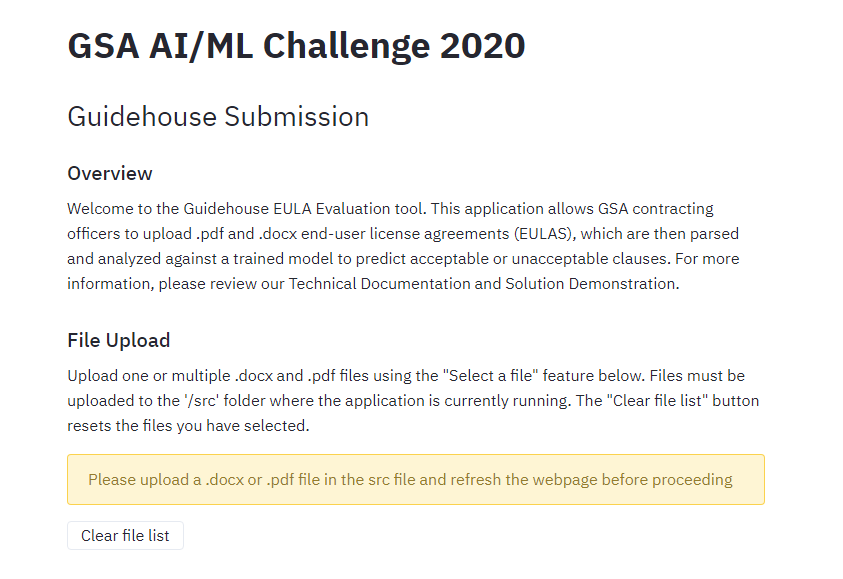 GSA AI/ML Challenge 2020
Guidehouse Submission
Overview
Welcome to the Guidehouse EULA Evaluation tool. This application allows GSA contracting
officers to upload .pdf and .docx end-user license agreements (EULAS), which are then parsed
and analyzed against a trained model to predict acceptable or unacceptable clauses. For more
information, please review our Technical Documentation and Solution Demonstration.
File Upload
Upload one or multiple .docx and .pdf files using the "Select a file" feature below. Files must be
uploaded to the '/src' folder where the application is currently running. The "Clear file list" button
resets the files you have selected.
Please upload a .docx or .pdf file in the src file and refresh the webpage before proceeding
Clear file list